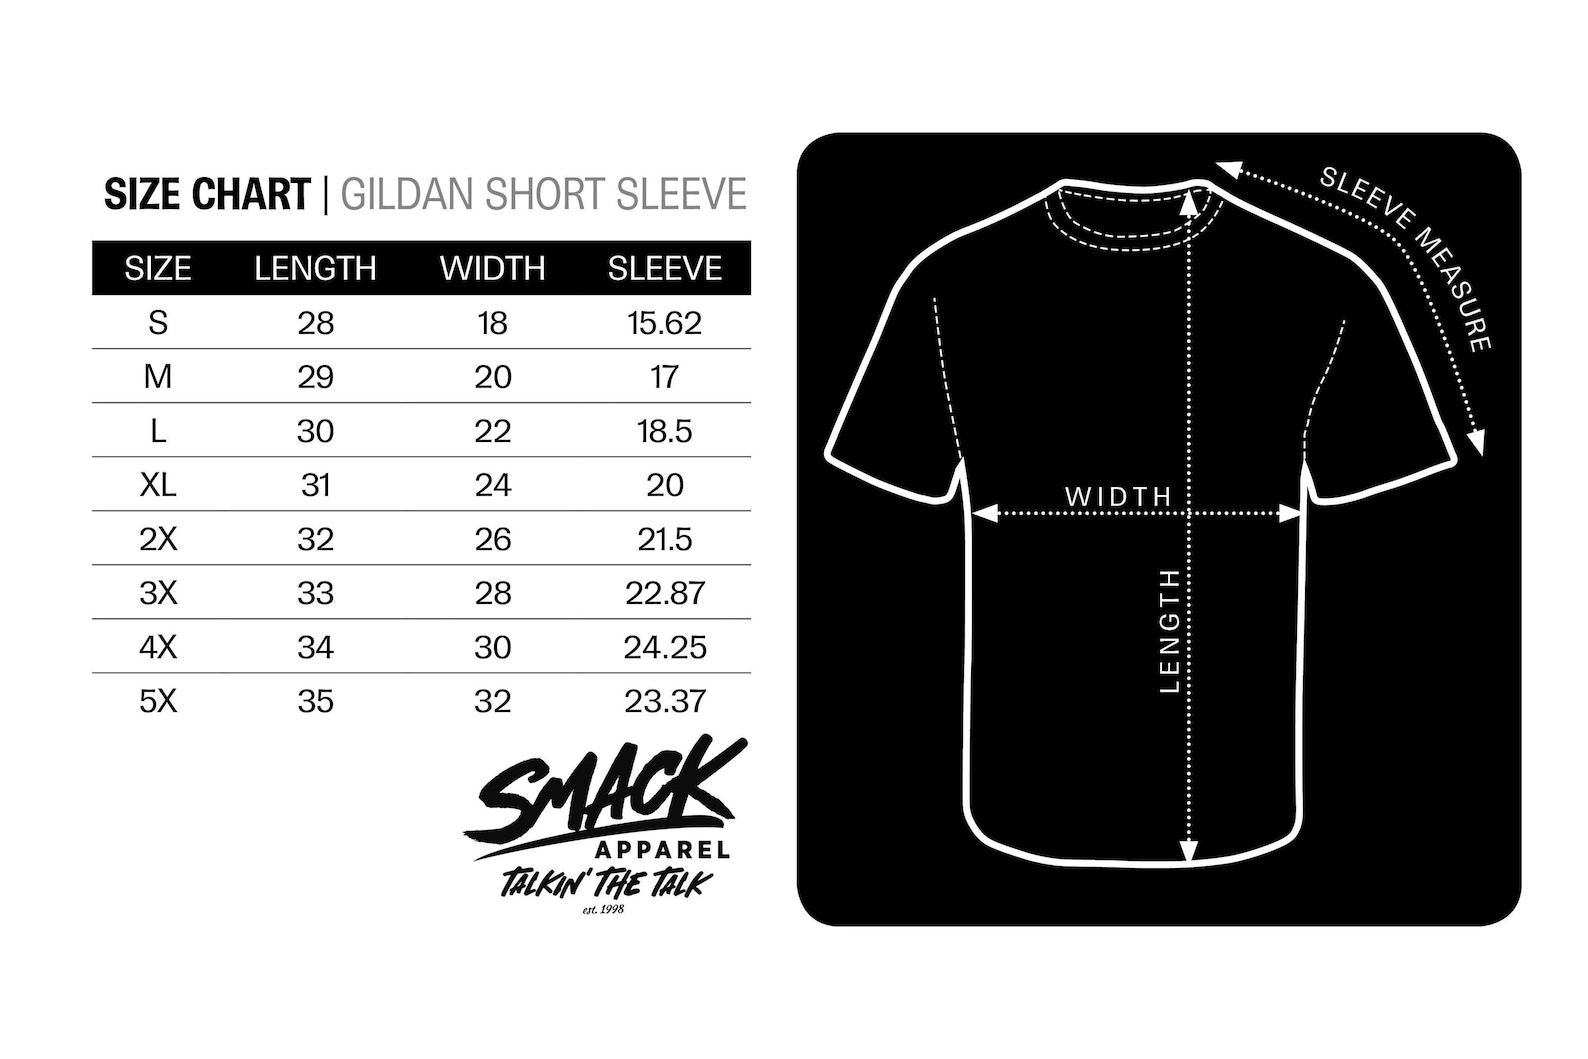 SIZE CHART | GILDAN SHORT SLEEVE
SIZE LENGTH WIDTH SLEEVE
S 28 18 15.62
M 29 20 17
L 30 22 18.5
XL 31 24 20
2X 32 26 21.5
3X 33 28 22.87
4X 34 30 24.25
5X 35 32 23.37
SMACK
APPAREL
TALKIN' THE TALK
est. 1998
SLEEVE MEASURE
WIDTH
LENGTH